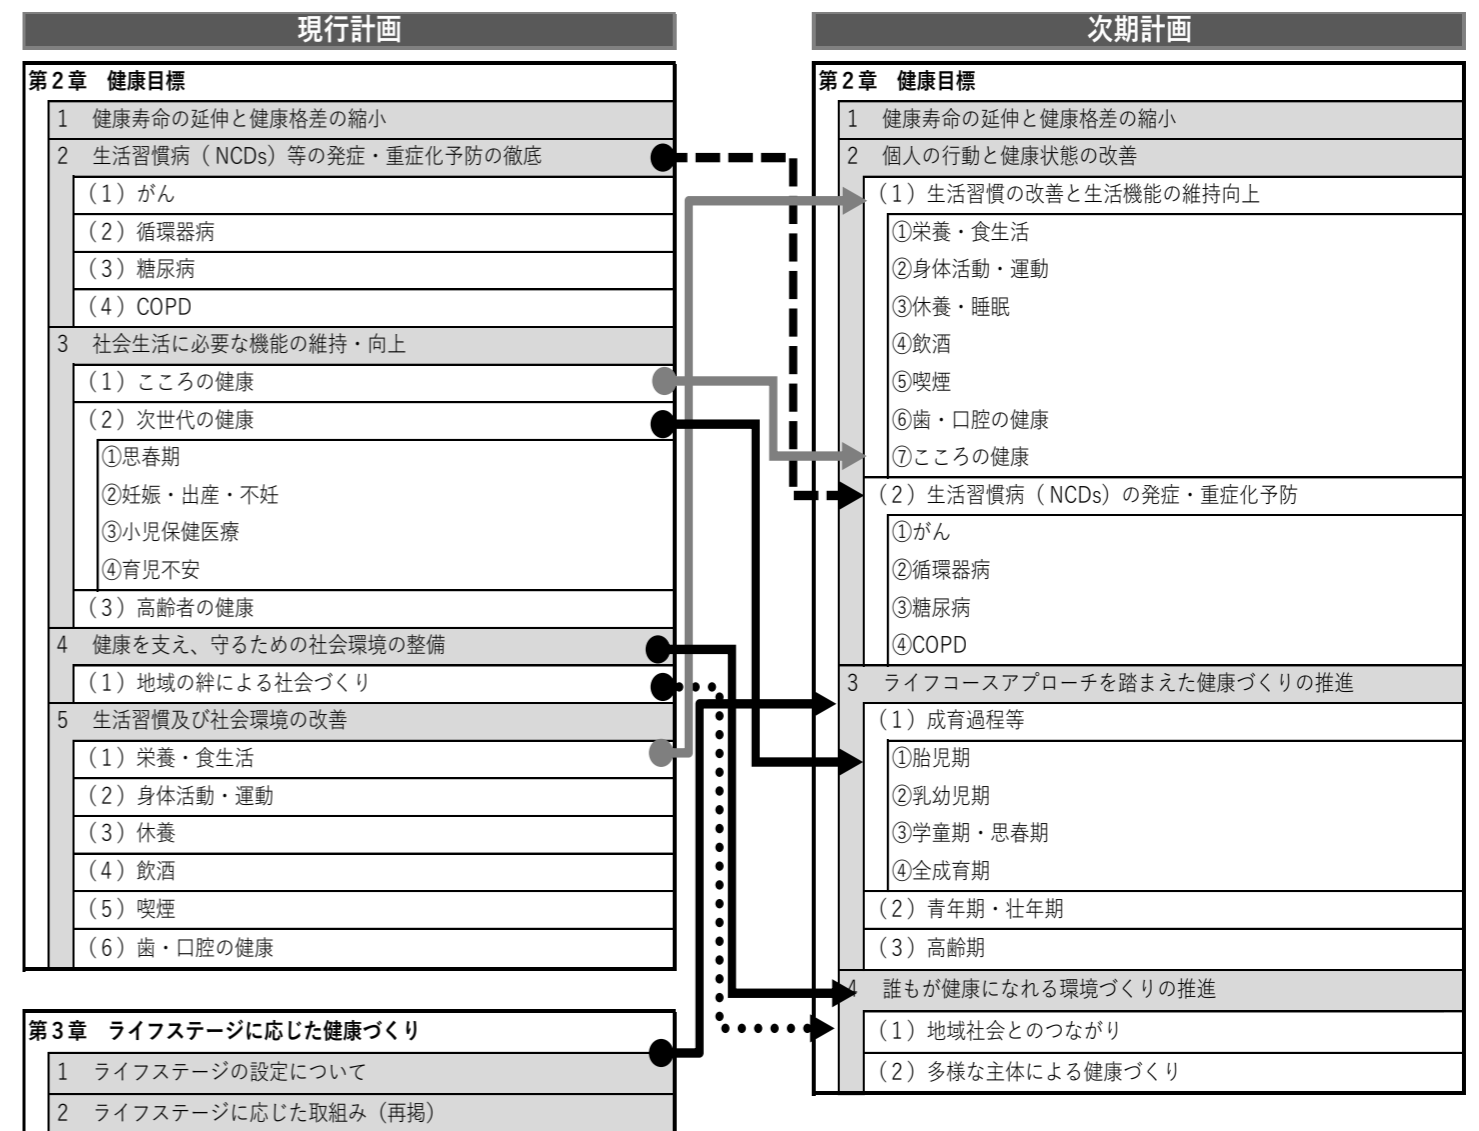 現行計画
第２章　健康目標
1　健康寿命の延伸と健康格差の縮小
2　生活習慣病（NCDs）等の発症・重症化予防の徹底
（1）がん
（2）循環器病
（3）糖尿病
（4）COPD
3　社会生活に必要な機能の維持・向上
（1）こころの健康
（2）次世代の健康
①思春期
②妊娠・出産・不妊
③小児保健医療
④育児不安
（3）高齢者の健康
4　健康を支え、守るための社会環境の整備
（1）地域の絆による社会づくり
5　生活習慣及び社会環境の改善
（1）栄養・食生活
（2）身体活動・運動
（3）休養
（4）飲酒
（5）喫煙
（6）歯・口腔の健康
第３章　ライフステージに応じた健康づくり
1　ライフステージの設定について
2　ライフステージに応じた取組み（再掲）
次期計画
第２章　健康目標
1　健康寿命の延伸と健康格差の縮小
2　個人の行動と健康状態の改善
（1）生活習慣の改善と生活機能の維持向上
①栄養・食生活
②身体活動・運動
③休養・睡眠
④飲酒
⑤喫煙
⑥歯・口腔の健康
⑦こころの健康
（2）生活習慣病（NCDs）の発症・重症化予防
①がん
②循環器病
③糖尿病
④COPD
3　ライフコースアプローチを踏まえた健康づくりの推進
（1）成育過程等
①胎児期
②乳幼児期
③学童期・思春期
④全成育期
（2）青年期・壮年期
（3）高齢期
4　誰もが健康になれる環境づくりの推進
（1）地域社会とのつながり
（2）多様な主体による健康づくり